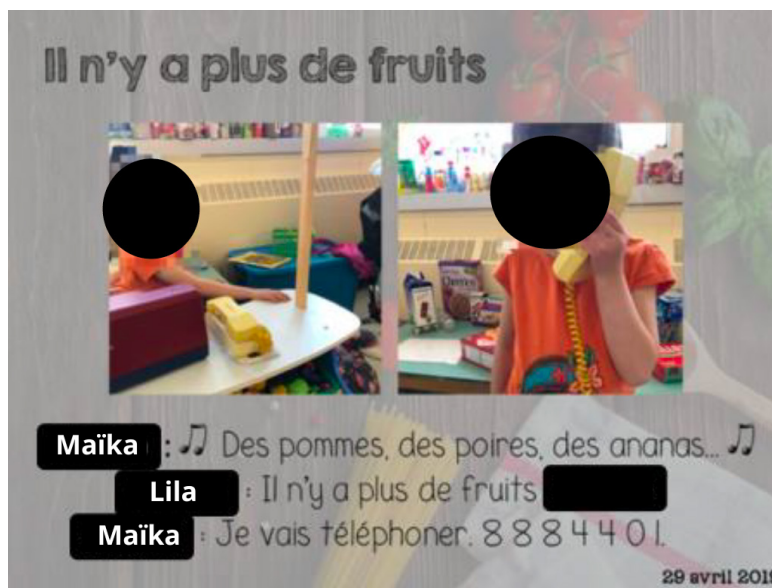 Il n'y a plus de fruits
Cheerios
Maïka : ♫ Des pommes, des poires, des ananas... ♫
Lila : Il n'y a plus de fruits
Maïka : Je vais téléphoner. 8 8 8 4 4 0 1.
29 avril 2019